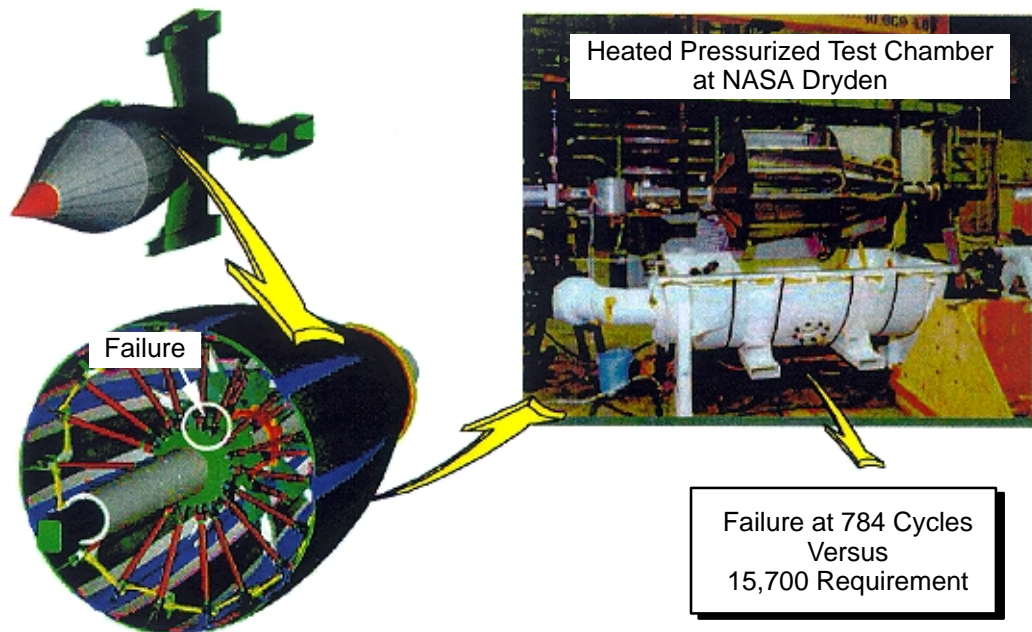 Heated Pressurized Test Chamber
at NASA Dryden
Failure
Failure at 784 Cycles
Versus
15,700 Requirement